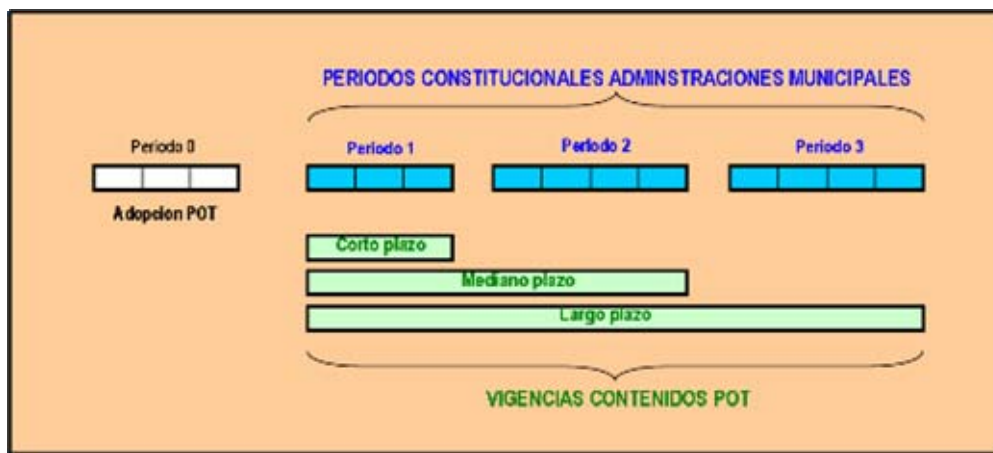 PERIODOS CONSTITUCIONALES ADMINSTRACIONES MUNICIPALES
Periodo 0
Periodo 1
Periodo 2
Periodo 3
Adopcion POT
Corto plazo
Mediano plazo
Largo plazo
VIGENCIAS CONTENIDOS POT